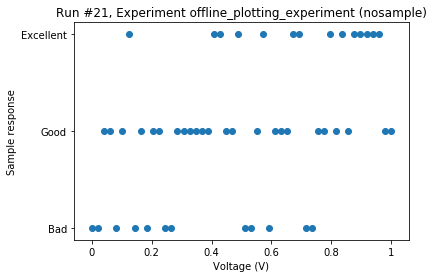 Run #21, Experiment offline_plotting_experiment (nosample)
Excellent
Good
Bad
Sample response
0 0.2 0.4 0.6 0.8 1
Voltage (V)